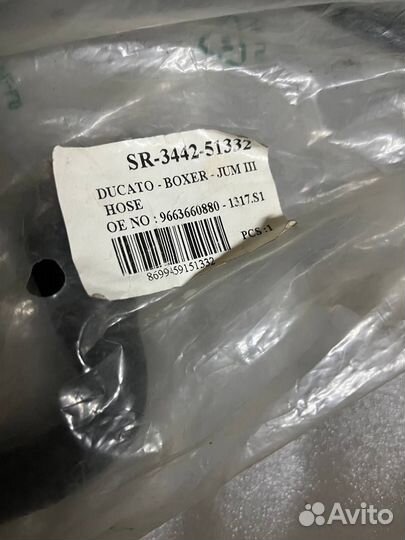 SR-3442-51332
DUCATO - BOXER - JUM III
HOSE
OE NO : 9663660880 - 1317.S1
PCS :1
8699459151332
Avito